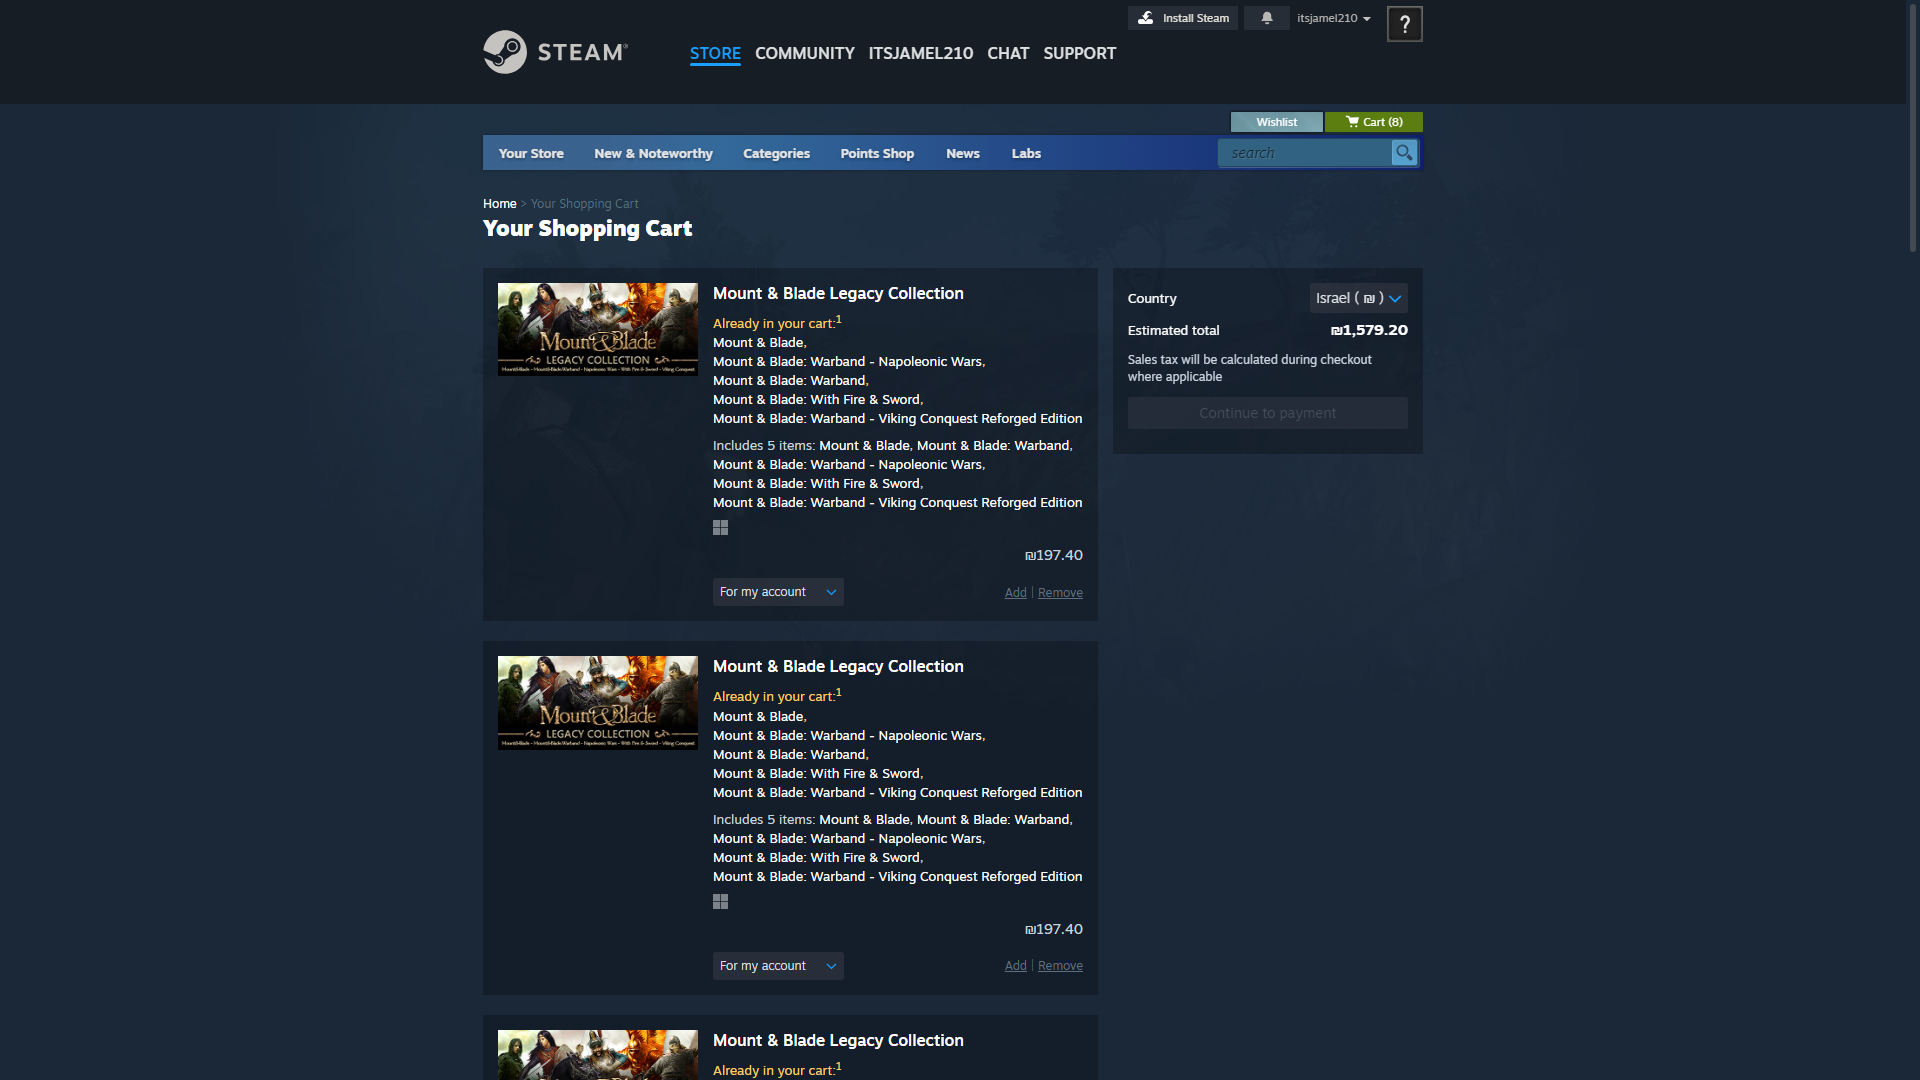 Install Steam
itsjamel210
?
STEAM®
STORE
COMMUNITY
ITSJAMEL210
CHAT
SUPPORT
Wishlist
Cart (8)
Your Store
New & Noteworthy
Categories
Points Shop
News
Labs
search
Home > Your Shopping Cart
Your Shopping Cart
Mount&Blade
LEGACY COLLECTION
Mount & Blade Legacy Collection
Already in your cart:1
Mount & Blade,
Mount & Blade: Warband - Napoleonic Wars,
Mount & Blade: Warband,
Mount & Blade: With Fire & Sword,
Mount & Blade: Warband - Viking Conquest Reforged Edition
Includes 5 items: Mount & Blade, Mount & Blade: Warband,
Mount & Blade: Warband - Napoleonic Wars,
Mount & Blade: With Fire & Sword,
Mount & Blade: Warband - Viking Conquest Reforged Edition
₪197.40
For my account
Add | Remove
Country
Israel ( ₪ )
Estimated total
₪1,579.20
Sales tax will be calculated during checkout
where applicable
Continue to payment
Mount&Blade
LEGACY COLLECTION
Mount & Blade Legacy Collection
Already in your cart:1
Mount & Blade,
Mount & Blade: Warband - Napoleonic Wars,
Mount & Blade: Warband,
Mount & Blade: With Fire & Sword,
Mount & Blade: Warband - Viking Conquest Reforged Edition
Includes 5 items: Mount & Blade, Mount & Blade: Warband,
Mount & Blade: Warband - Napoleonic Wars,
Mount & Blade: With Fire & Sword,
Mount & Blade: Warband - Viking Conquest Reforged Edition
₪197.40
For my account
Add | Remove
Mount & Blade Legacy Collection
Already in your cart:1